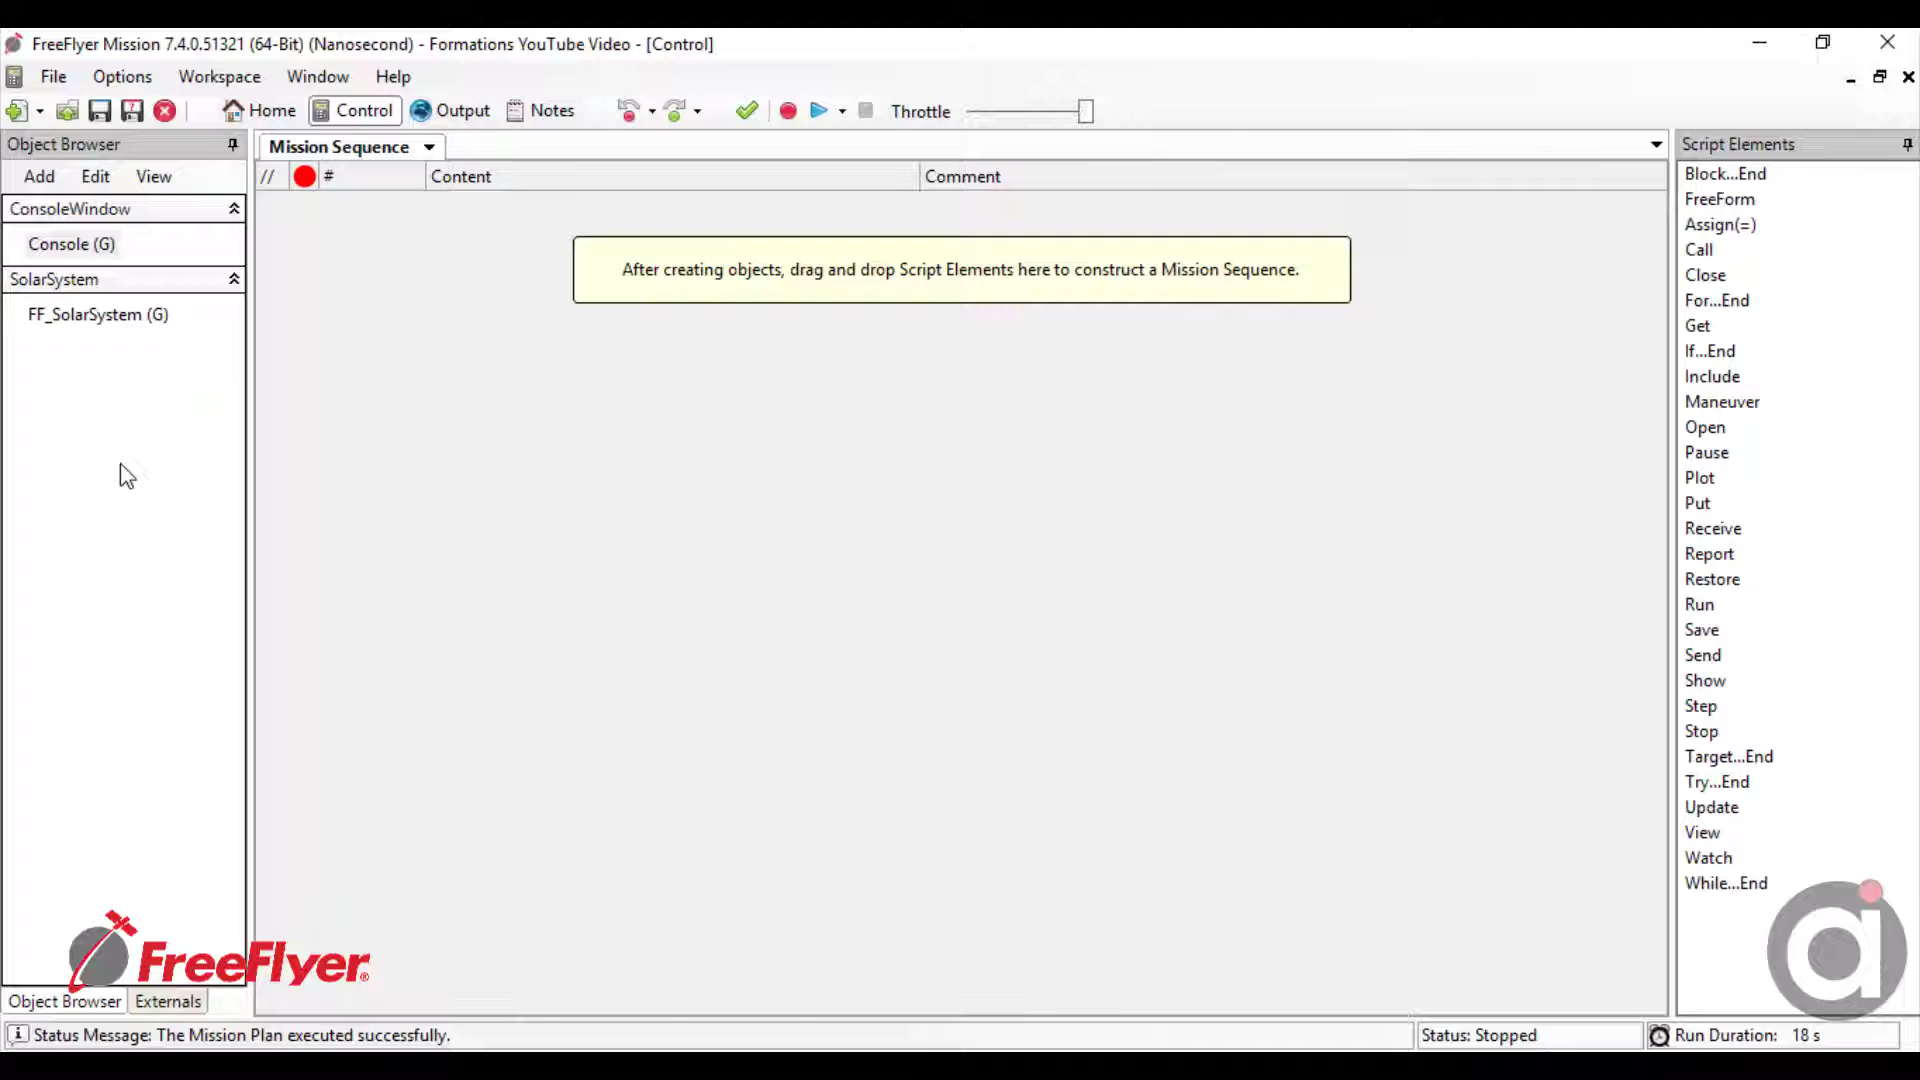 FreeFlyer Mission 7.4.0.51321 (64-Bit) (Nanosecond) - Formations YouTube Video - [Control]
File Options Workspace Window Help
Home Control Output Notes Throttle
Object Browser
Add Edit View
ConsoleWindow
Console (G)
SolarSystem
FF_SolarSystem (G)
Mission Sequence
// # Content Comment
After creating objects, drag and drop Script Elements here to construct a Mission Sequence.
Script Elements
Block...End
FreeForm
Assign(=)
Call
Close
For...End
Get
If...End
Include
Maneuver
Open
Pause
Plot
Put
Receive
Report
Restore
Run
Save
Send
Show
Step
Stop
Target...End
Try...End
Update
View
Watch
While...End
FreeFlyer®
ai
Object Browser Externals
Status Message: The Mission Plan executed successfully.
Status: Stopped
Run Duration: 18 s